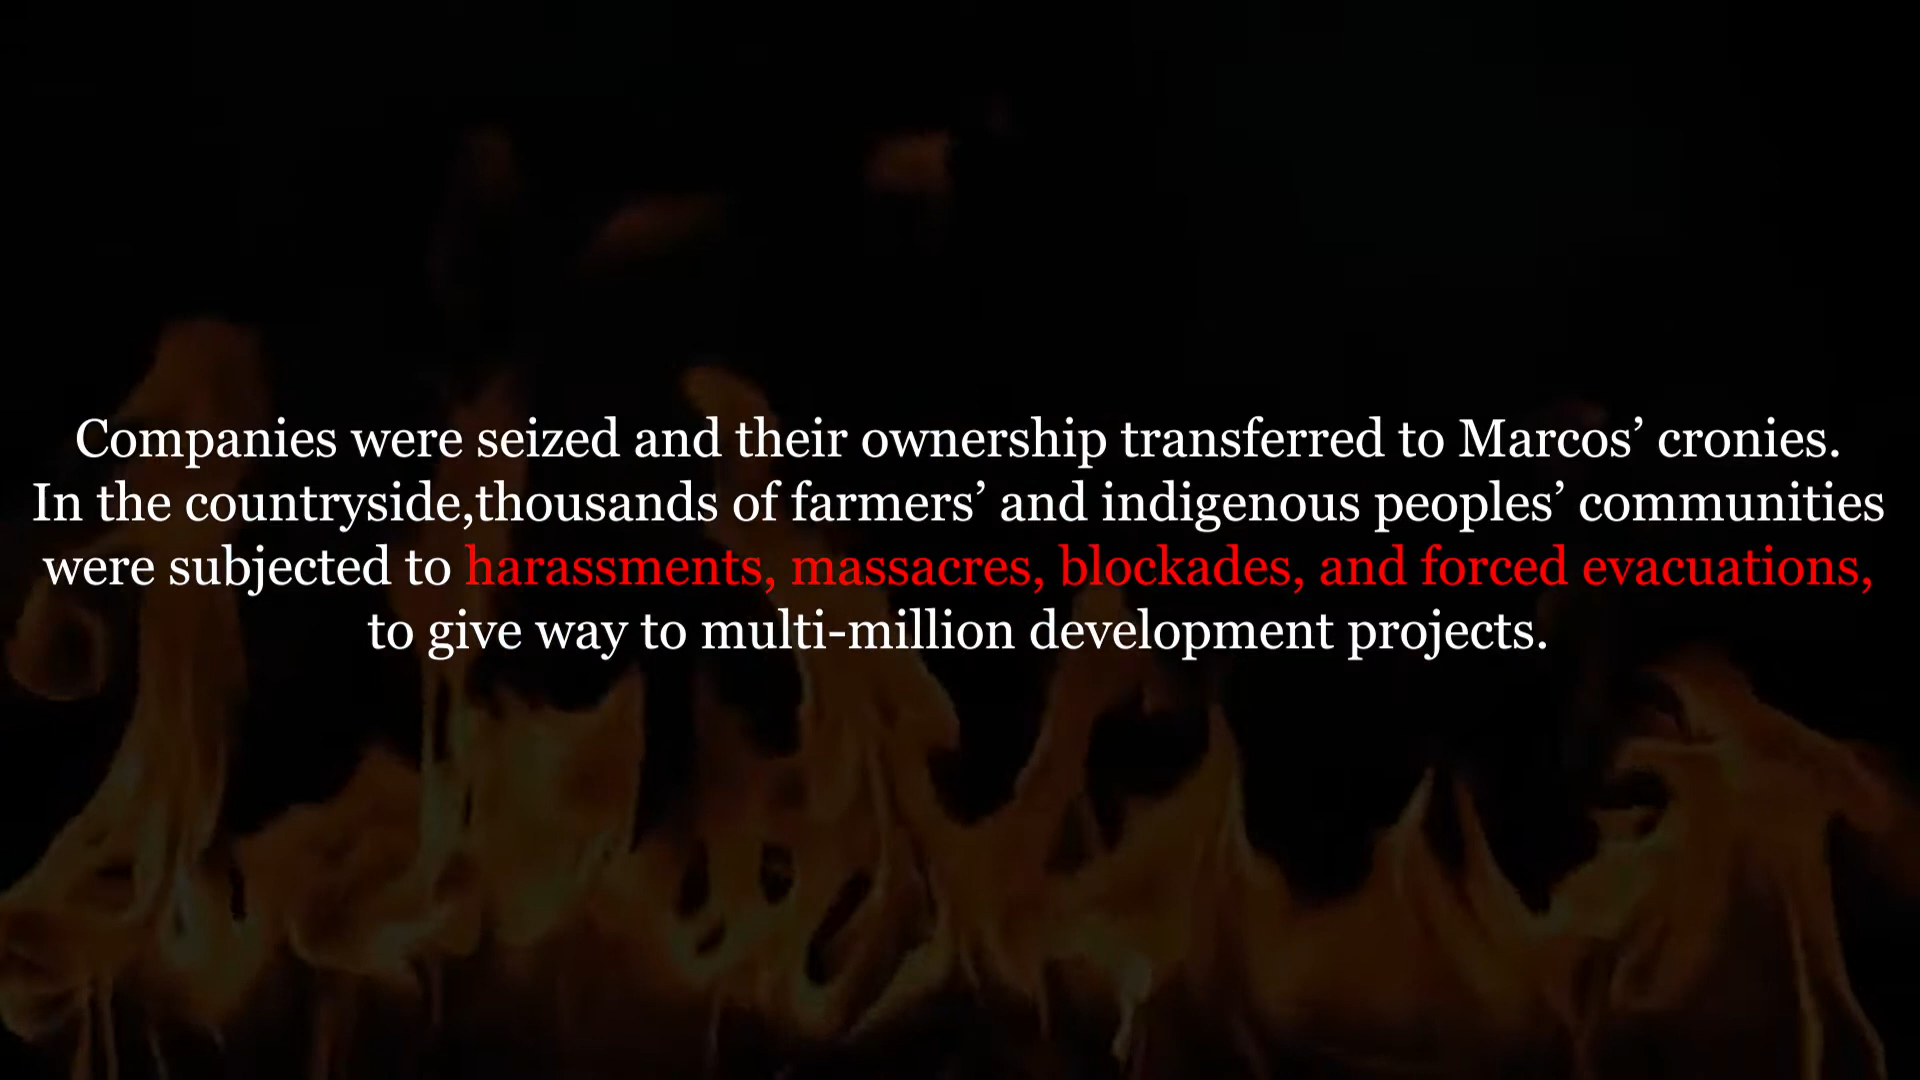 Companies were seized and their ownership transferred to Marcos’ cronies.
In the countryside,thousands of farmers’ and indigenous peoples’ communities
were subjected to harassments, massacres, blockades, and forced evacuations,
to give way to multi-million development projects.